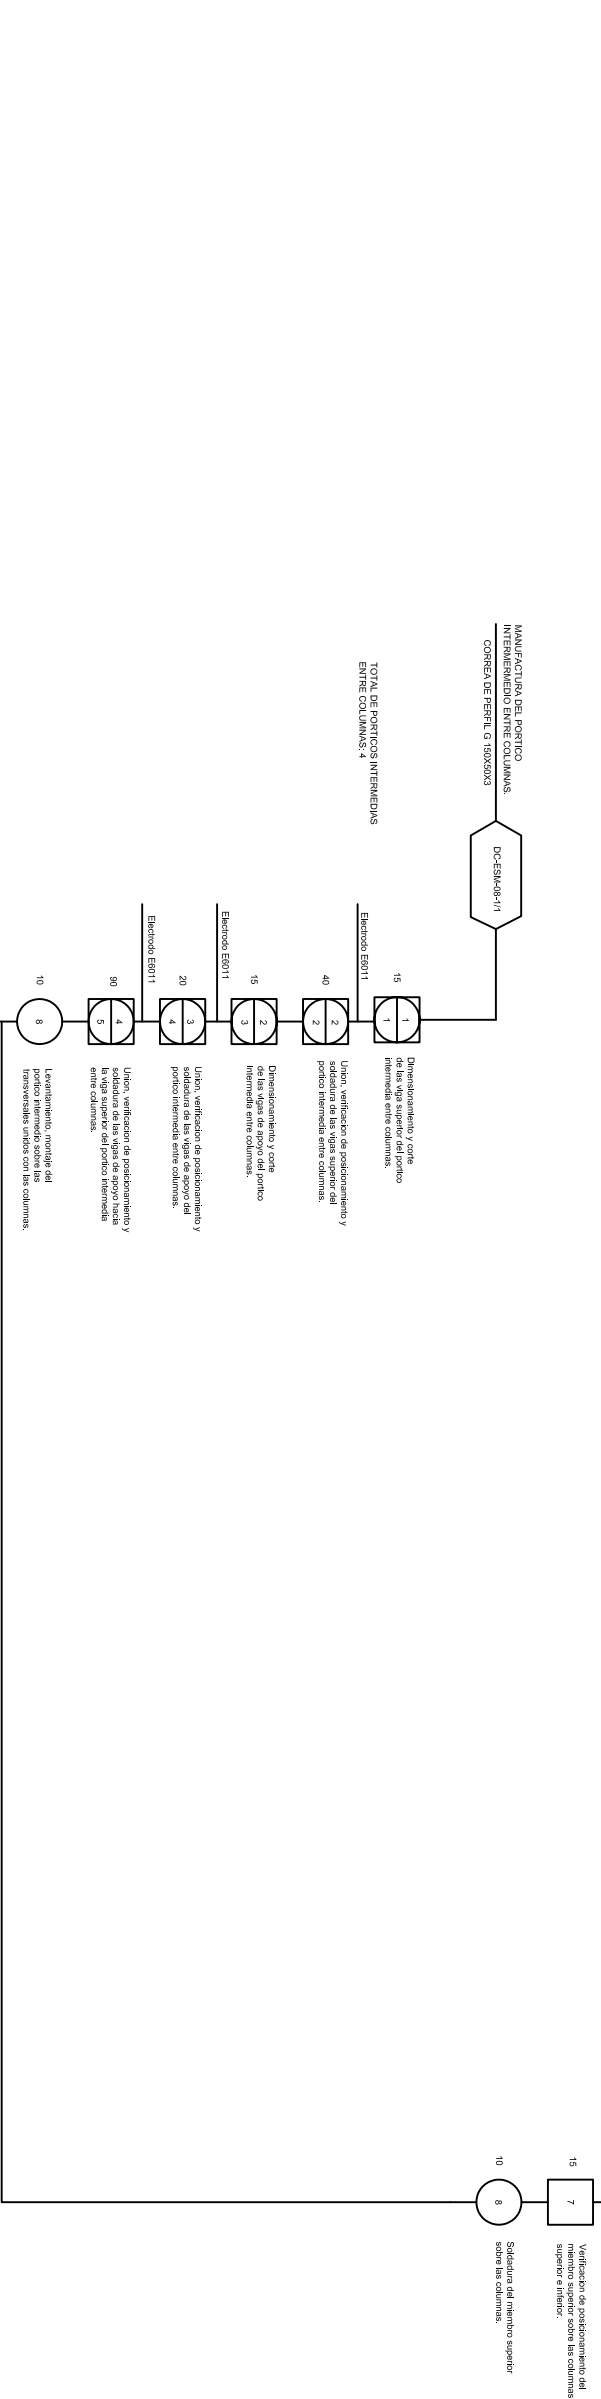 15
7
Verificacion de posicionamiento del
miembro superior sobre las columnas
superior e inferior.
MANUFACTURA DEL PORTICO
INTERMERMEDIO ENTRE COLUMNAS.
CORREA DE PERFIL G 150X50X3
DC-ESM-08-1/1
10
8
Soldadura del miembro superior
sobre las columnas.
15
1
1
Dimensionamiento y corte
de las viga superior del portico
intermedia entre columnas.
TOTAL DE PORTICOS INTERMEDIAS
ENTRE COLUMNAS: 4
Electrodo E6011
40
2
2
Union, verificacion de posicionamiento y
soldadura de las vigas superior del
portico intermedia entre columnas.
15
2
3
Dimensionamiento y corte
de las vigas de apoyo del portico
intermedia entre columnas.
Electrodo E6011
20
3
4
Union, verificacion de posicionamiento y
soldadura de las vigas de apoyo del
portico intermedia entre columnas.
Electrodo E6011
90
4
5
Union, verificacion de posicionamiento y
soldadura de las vigas de apoyo hacia
la viga superior del portico intermedia
entre columnas.
10
8
Levantamiento, montaje del
portico intermedio sobre las
transversales unidos con las columnas.